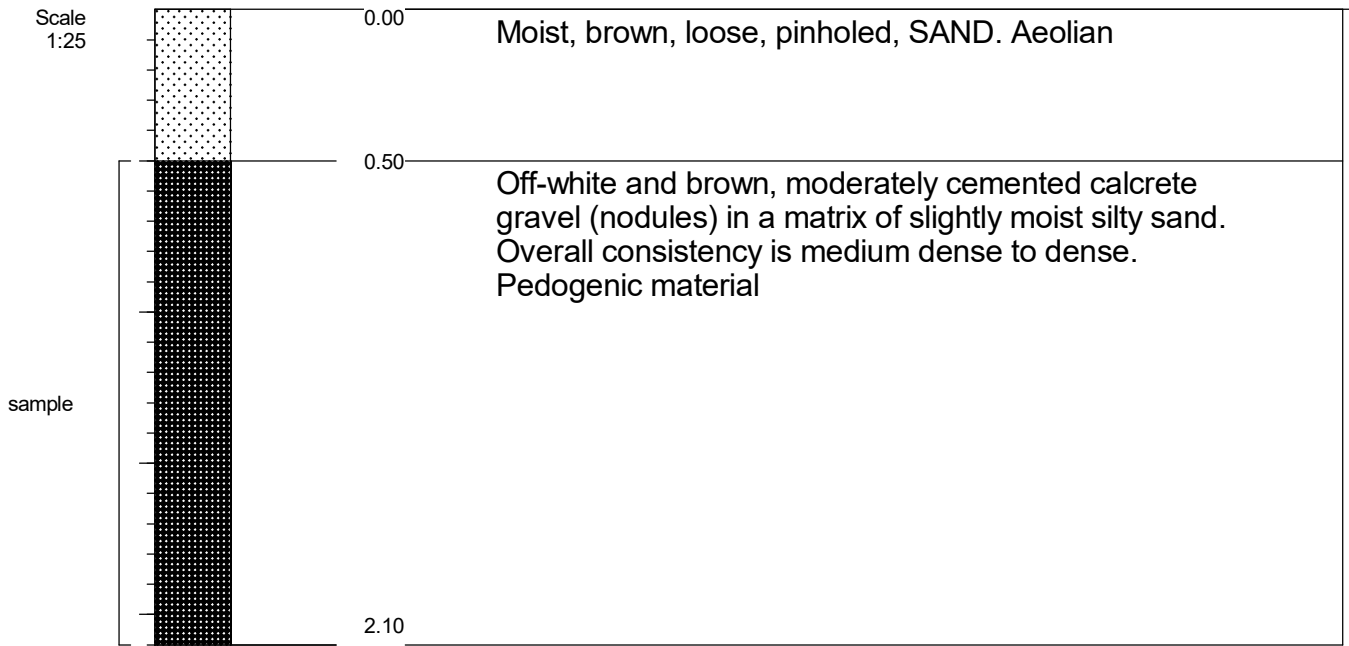 Scale
1:25
0.00
Moist, brown, loose, pinholed, SAND. Aeolian
0.50
Off-white and brown, moderately cemented calcrete
gravel (nodules) in a matrix of slightly moist silty sand.
Overall consistency is medium dense to dense.
Pedogenic material
sample
2.10